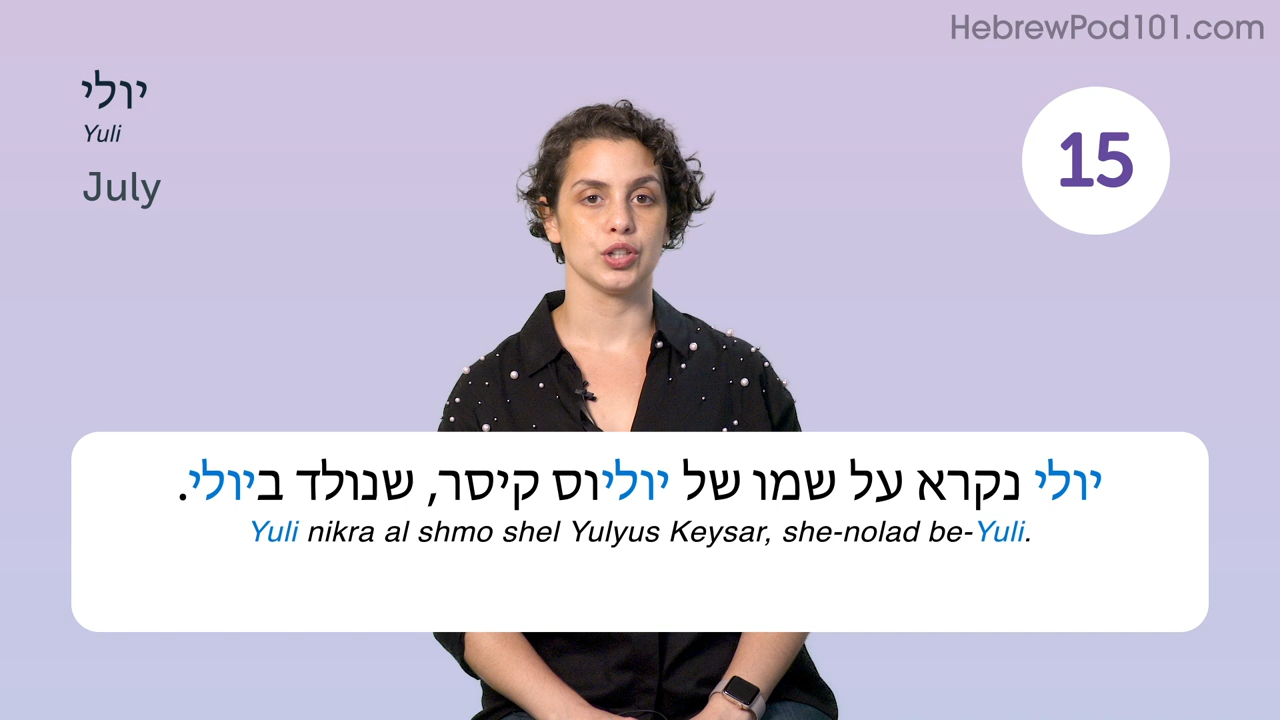 HebrewPod101.com
יולי
Yuli
July
15
יולי נקרא על שמו של יוליוס קיסר, שנולד ביולי.
Yuli nikra al shmo shel Yulyus Keysar, she-nolad be-Yuli.